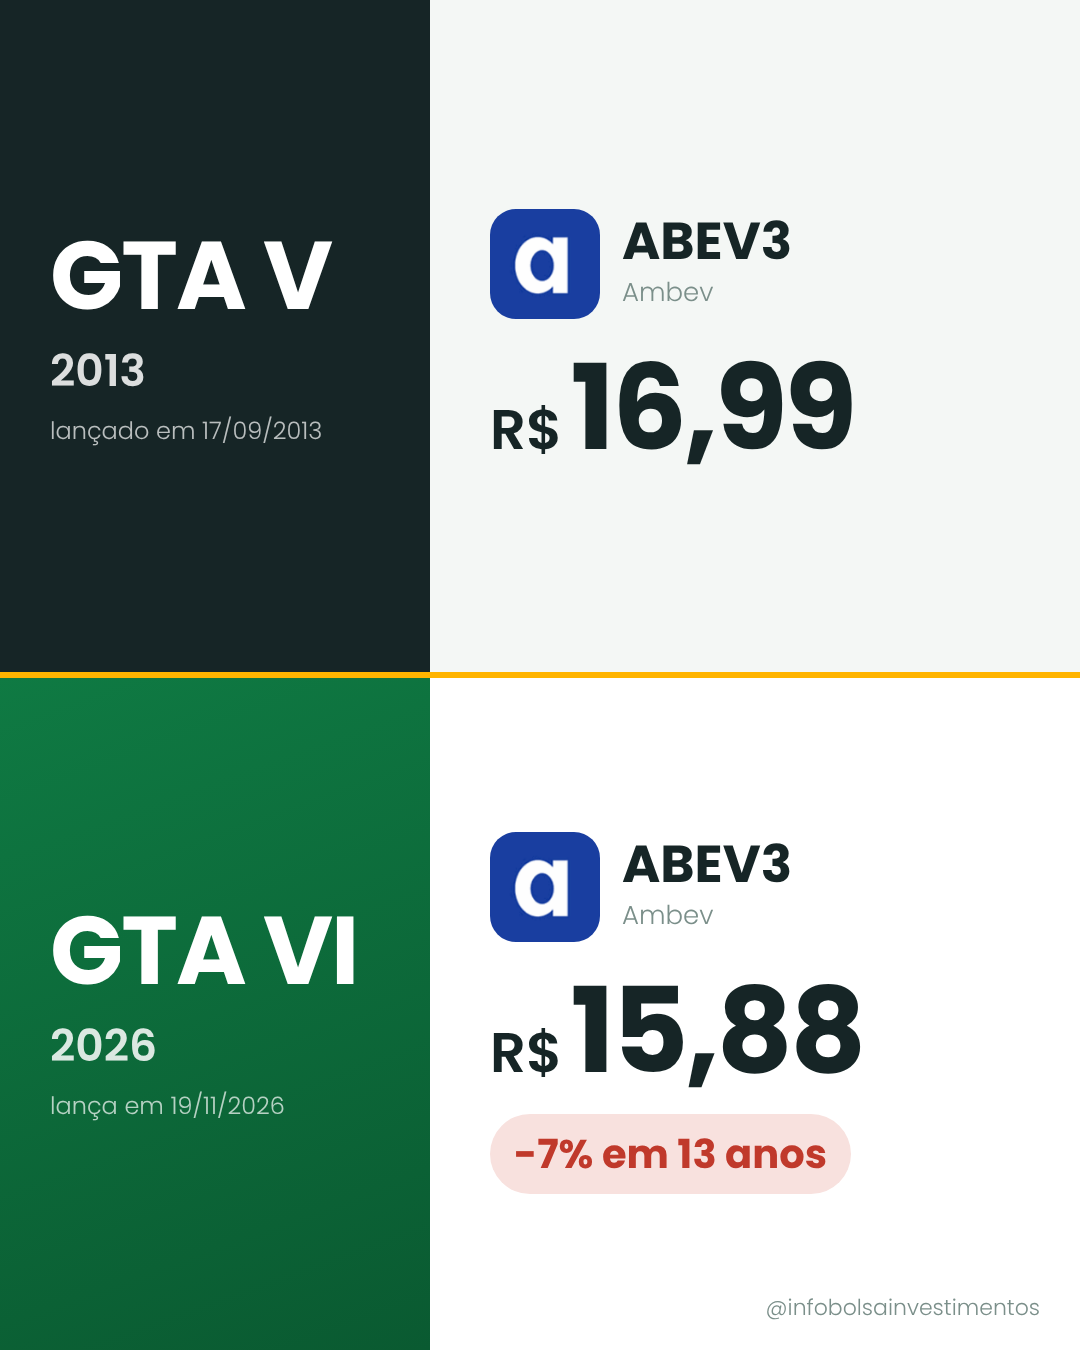 GTA V
2013
lançado em 17/09/2013
a
ABEV3
Ambev
R$ 16,99
GTA VI
2026
lança em 19/11/2026
a
ABEV3
Ambev
R$ 15,88
-7% em 13 anos
@infobolsainvestimentos